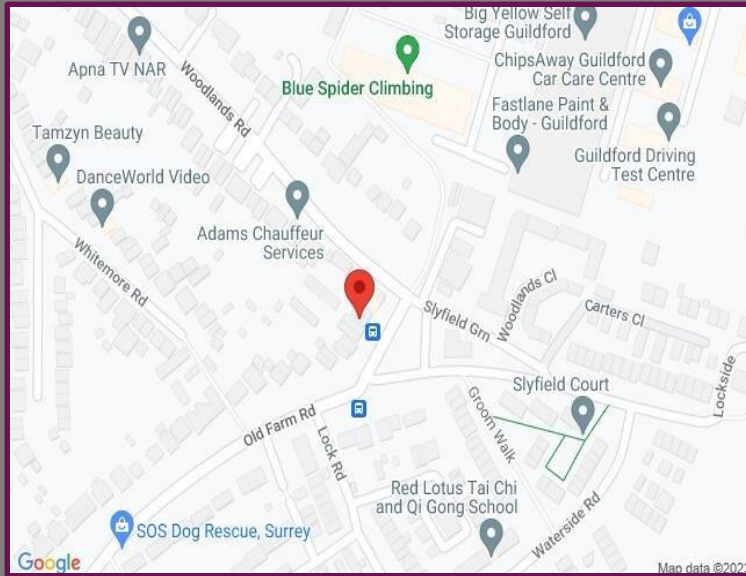 Big Yellow Self
Storage Guildford
Apna TV NAR
Woodlands Rd
Blue Spider Climbing
ChipsAway Guildford
Car Care Centre
Fastlane Paint &
Body - Guildford
Tamzyn Beauty
DanceWorld Video
Guildford Driving
Test Centre
Adams Chauffeur
Services
Whitemore Rd
Slyfield Grn
Woodlands Cl
Carters Cl
Slyfield Court
Lockside
Groom Walk
Old Farm Rd
Lock Rd
Red Lotus Tai Chi
and Qi Gong School
Waterside Rd
SOS Dog Rescue, Surrey
Google
Map data ©202